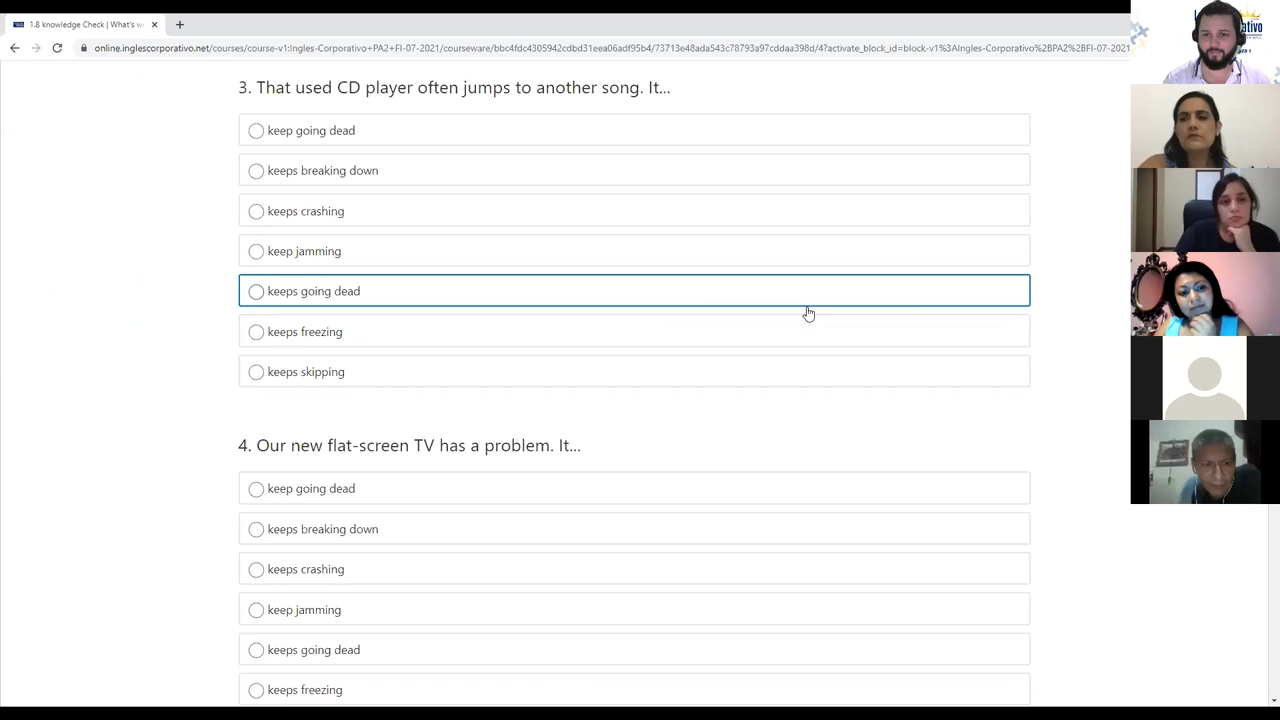 1.8 knowledge Check | What's w
online.inglescorporativo.net/courses/course-v1:Ingles-Corporativo+PA2+FI-07-2021/courseware/bbc4fde43052cdbd31eea06adf95b4/73713e48ada543c78793a97cddaa398d/4?activate_block_id=block-v1%3AIngles-Corporativo%2BPA2%2BFI-07-2021
3. That used CD player often jumps to another song. It...
keep going dead
keeps breaking down
keeps crashing
keep jamming
keeps going dead
keeps freezing
keeps skipping
4. Our new flat-screen TV has a problem. It...
keep going dead
keeps breaking down
keeps crashing
keep jamming
keeps going dead
keeps freezing